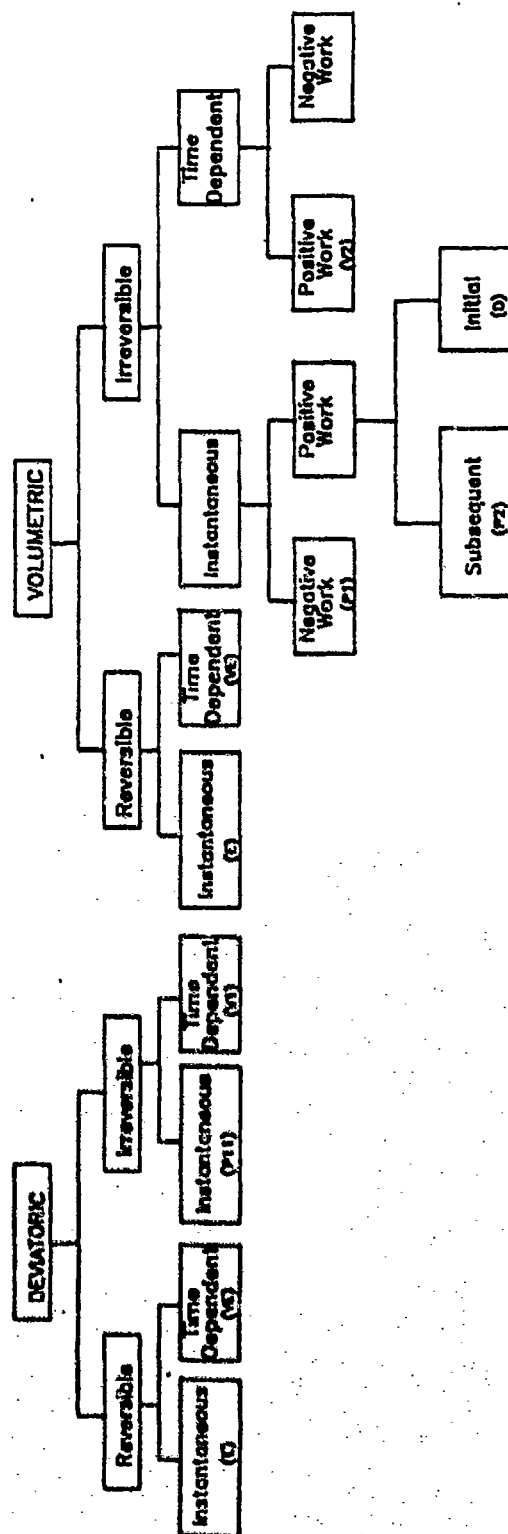 DEVIATORIC
Reversible
Irreversible
Instantaneous
(E)
Time
Dependent
(VE)
Instantaneous
(P11)
Time
Dependent
(V1)
VOLUMETRIC
Reversible
Irreversible
Instantaneous
(E)
Time
Dependent
(VE)
Instantaneous
Time
Dependent
Negative
Work
(P1)
Positive
Work
Positive
Work
(V2)
Negative
Work
Subsequent
(P2)
Initial
(D)